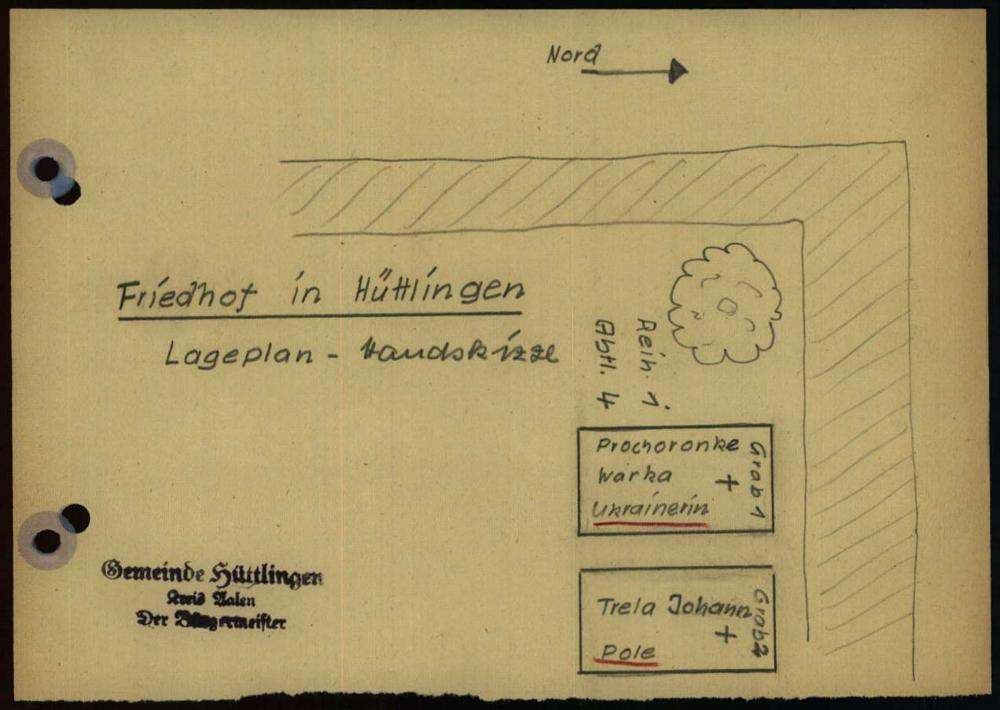 Nord
Friedhof in Hüttlingen
Lageplan - Handskizze
Reih. 1
Abtl. 4
Prochoronke
Warka
Ukrainerin
Grab 1
Trela Johann
Pole
Grab 2
Gemeinde Hüttlingen
Kreis Aalen
Der Bürgermeister